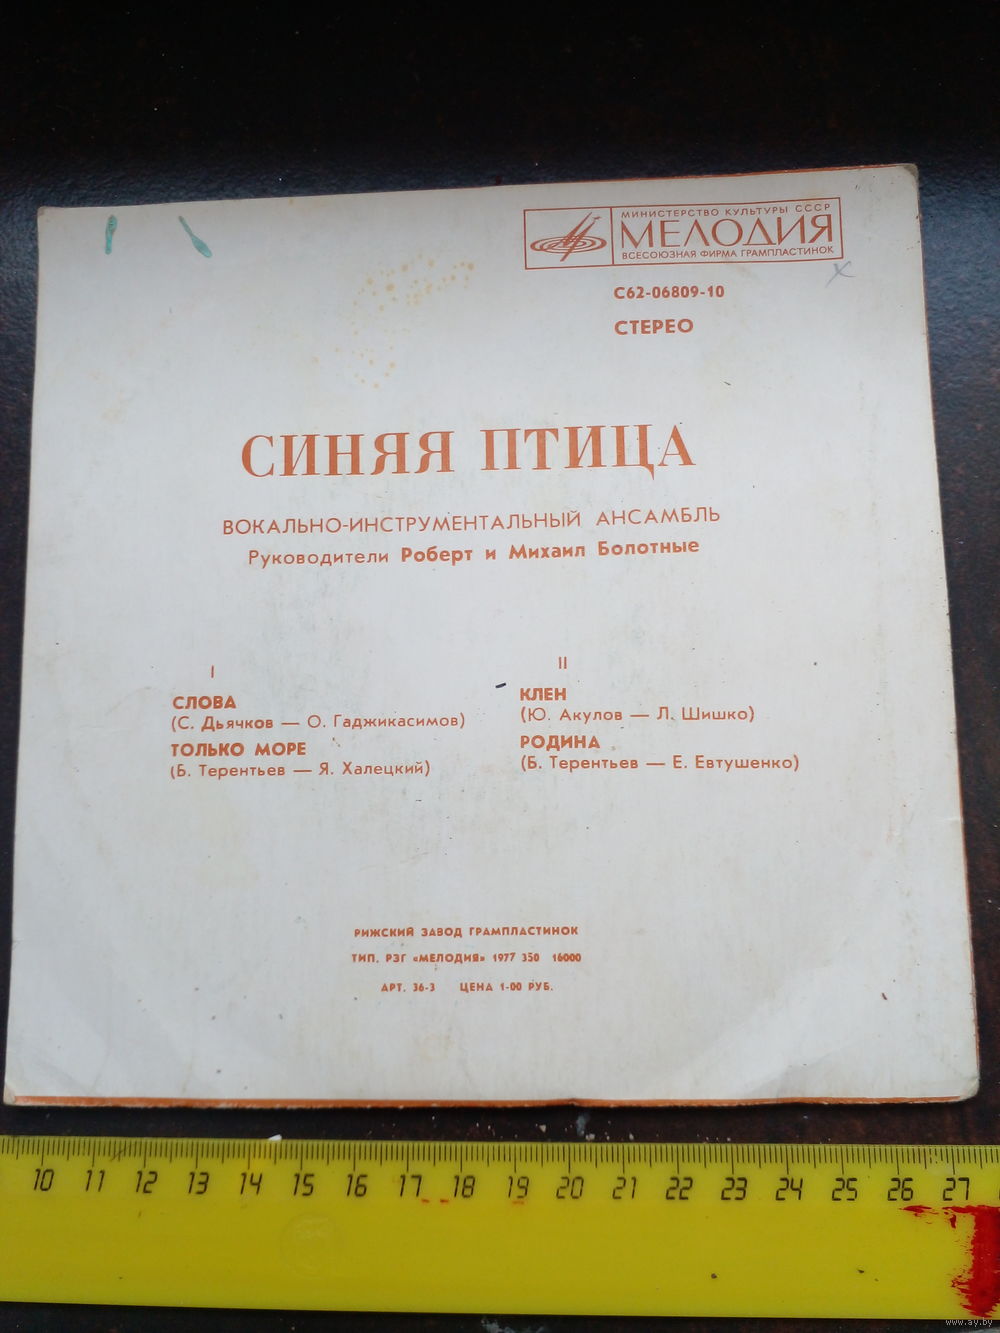 МИНИСТЕРСТВО КУЛЬТУРЫ СССР
МЕЛОДИЯ
ВСЕСОЮЗНАЯ ФИРМА ГРАМПЛАСТИНОК
С62-06809-10
СТЕРЕО
СИНЯЯ ПТИЦА
ВОКАЛЬНО-ИНСТРУМЕНТАЛЬНЫЙ АНСАМБЛЬ
Руководители Роберт и Михаил Болотные
I
СЛОВА
(С. Дьячков — О. Гаджикасимов)
ТОЛЬКО МОРЕ
(Б. Терентьев — Я. Халецкий)
II
КЛЕН
(Ю. Акулов — Л. Шишко)
РОДИНА
(Б. Терентьев — Е. Евтушенко)
РИЖСКИЙ ЗАВОД ГРАМПЛАСТИНОК
ТИП. РЗГ «МЕЛОДИЯ» 1977 350 16000
АРТ. 36-3 ЦЕНА 1-00 РУБ.
10 11 12 13 14 15 16 17 18 19 20 21 22 23 24 25 26 27
www.ay.by